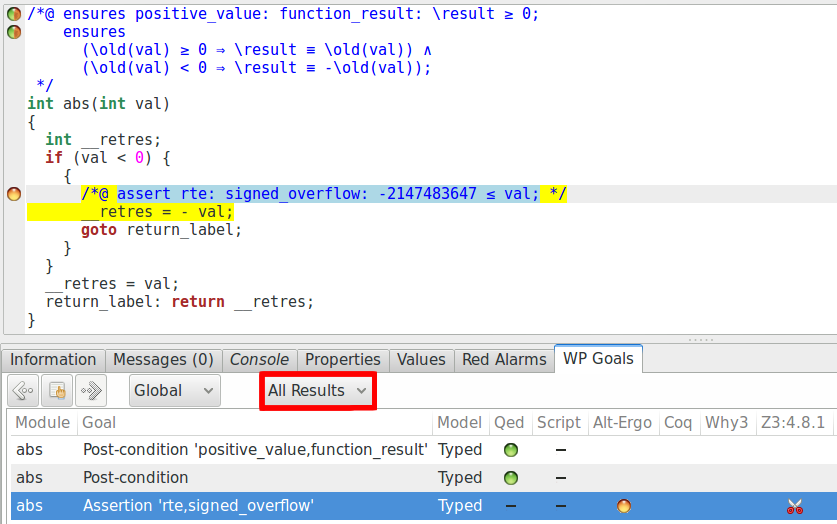 /*@ ensures positive_value: function_result: \result ≥ 0;
ensures
(\old(val) ≥ 0 ⇒ \result ≡ \old(val)) ∧
(\old(val) < 0 ⇒ \result ≡ -\old(val));
*/
int abs(int val)
{
int __retres;
if (val < 0) {
{
/*@ assert rte: signed_overflow: -2147483647 ≤ val; */
__retres = - val;
goto return_label;
}
}
__retres = val;
return_label: return __retres;
}
Information Messages (0) Console Properties Values Red Alarms WP Goals
Global All Results
Module Goal Model Qed Script Alt-Ergo Coq Why3 Z3:4.8.1
abs Post-condition 'positive_value,function_result' Typed –
abs Post-condition Typed –
abs Assertion 'rte,signed_overflow' Typed – –